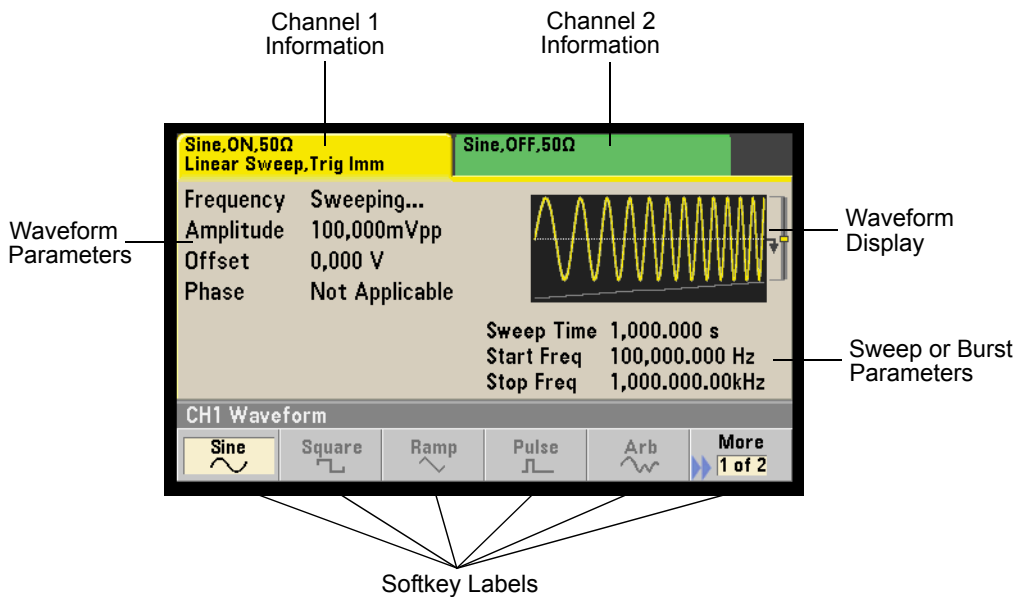 Channel 1
Information
Channel 2
Information
Sine,ON,50Ω
Linear Sweep,Trig Imm
Sine,OFF,50Ω
Waveform
Parameters
Frequency Sweeping...
Amplitude 100,000mVpp
Offset 0,000 V
Phase Not Applicable
Waveform
Display
Sweep Time 1,000.000 s
Start Freq 100,000.000 Hz
Stop Freq 1,000.000.00kHz
Sweep or Burst
Parameters
CH1 Waveform
Sine
Square
Ramp
Pulse
Arb
More
1 of 2
Softkey Labels